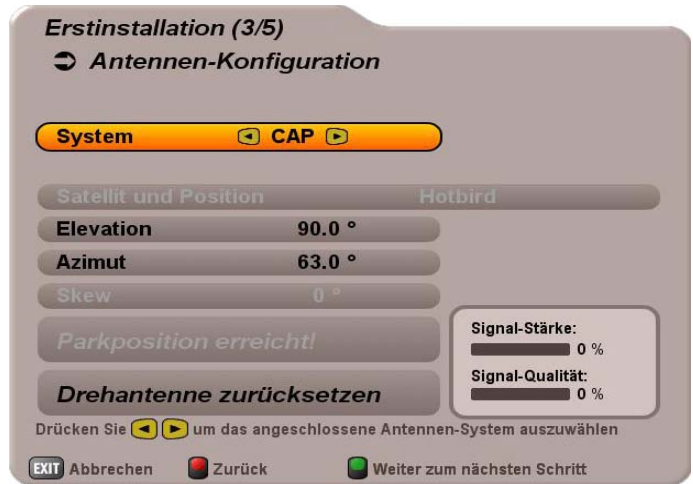 Erstinstallation (3/5)
Antennen-Konfiguration
System CAP
Satellit und Position Hotbird
Elevation 90.0 °
Azimut 63.0 °
Skew 0 °
Parkposition erreicht!
Signal-Stärke:
0 %
Signal-Qualität:
0 %
Drehantenne zurücksetzen
Drücken Sie um das angeschlossene Antennen-System auszuwählen
EXIT Abbrechen Zurück Weiter zum nächsten Schritt